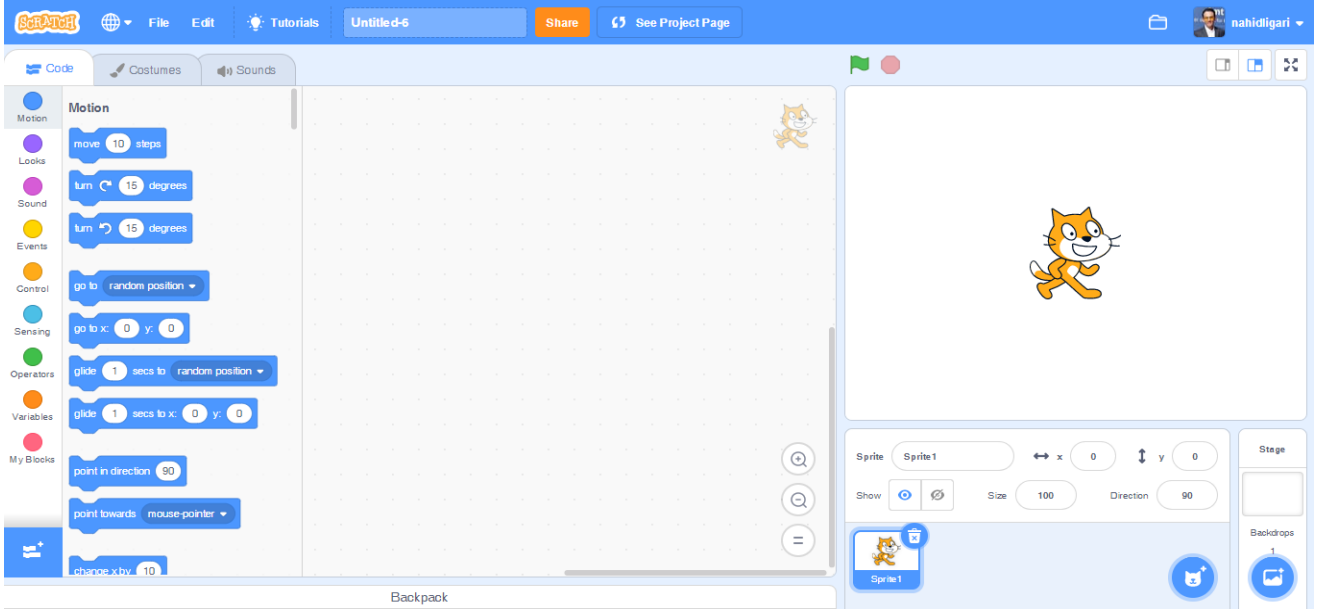 SCRATCH File Edit Tutorials Untitled-6 Share See Project Page nahidligari
Code Costumes Sounds
Motion
Looks
Sound
Events
Control
Sensing
Operators
Variables
My Blocks
Motion
move 10 steps
turn 15 degrees
turn 15 degrees
go to random position
go to x: 0 y: 0
glide 1 secs to random position
glide 1 secs to x: 0 y: 0
point in direction 90
point towards mouse-pointer
change x by 10
Backpack
Sprite Sprite1 x 0 y 0
Show Size 100 Direction 90
Sprite1
Stage
Backdrops
1